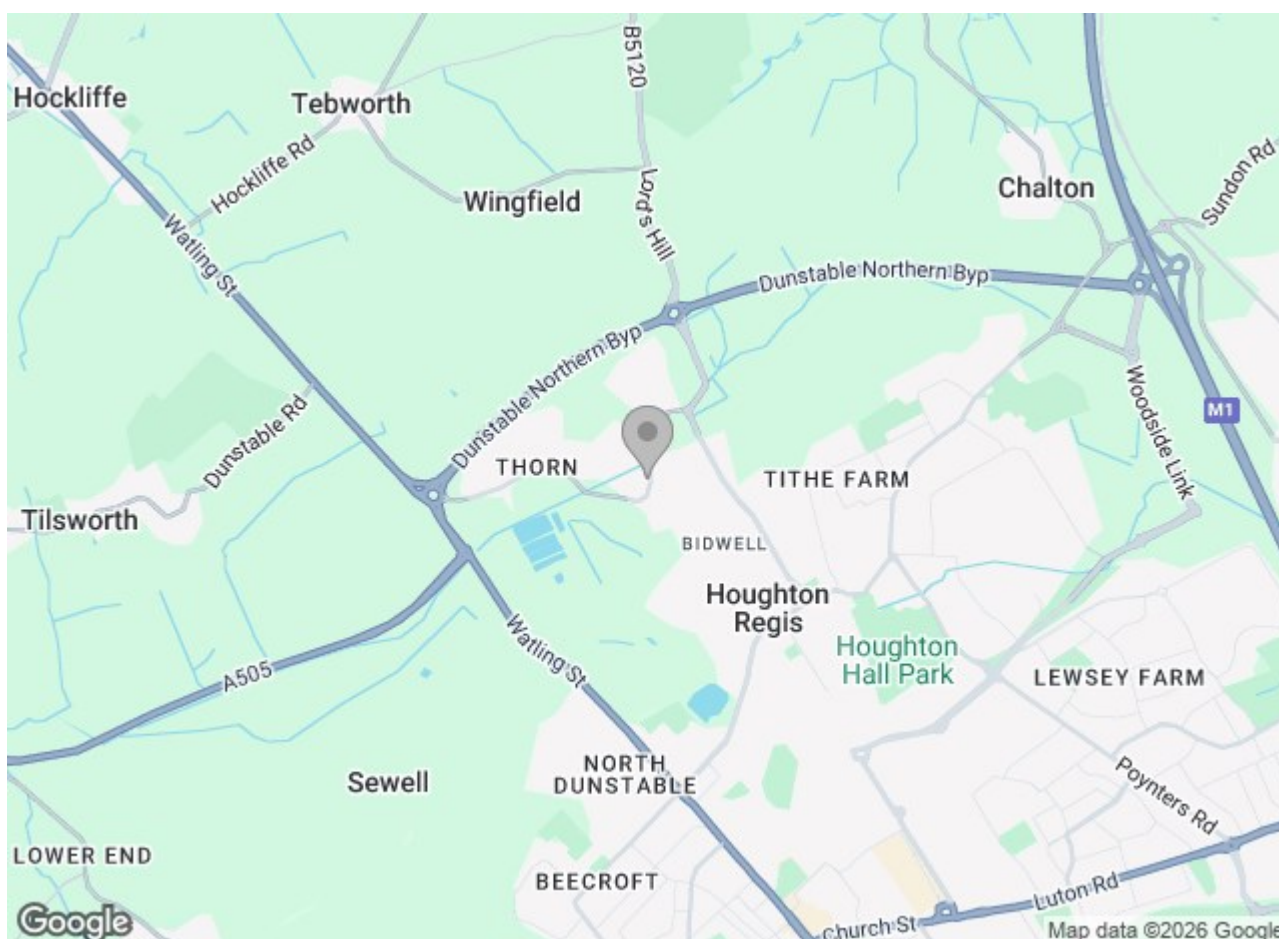 B5120
Hockliffe
Tebworth
Hockliffe Rd
Wingfield
Lord's Hill
Chalton
Sundon Rd
Watling St
Dunstable Northern Byp
Dunstable Northern Byp
Dunstable Rd
Woodside Link
M1
THORN
TITHE FARM
Tilsworth
BIDWELL
Houghton
Regis
Watling St
Houghton
Hall Park
A505
LEWSEY FARM
NORTH
DUNSTABLE
Sewell
Poynters Rd
LOWER END
BEECROFT
Luton Rd
Church St
Google
Map data ©2026 Google